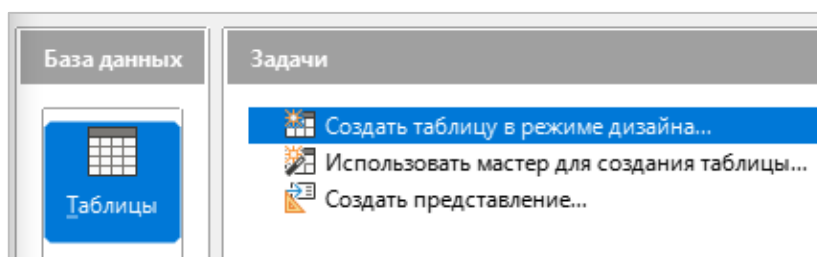 База данных
Задачи
Таблицы
Создать таблицу в режиме дизайна...
Использовать мастер для создания таблицы...
Создать представление...